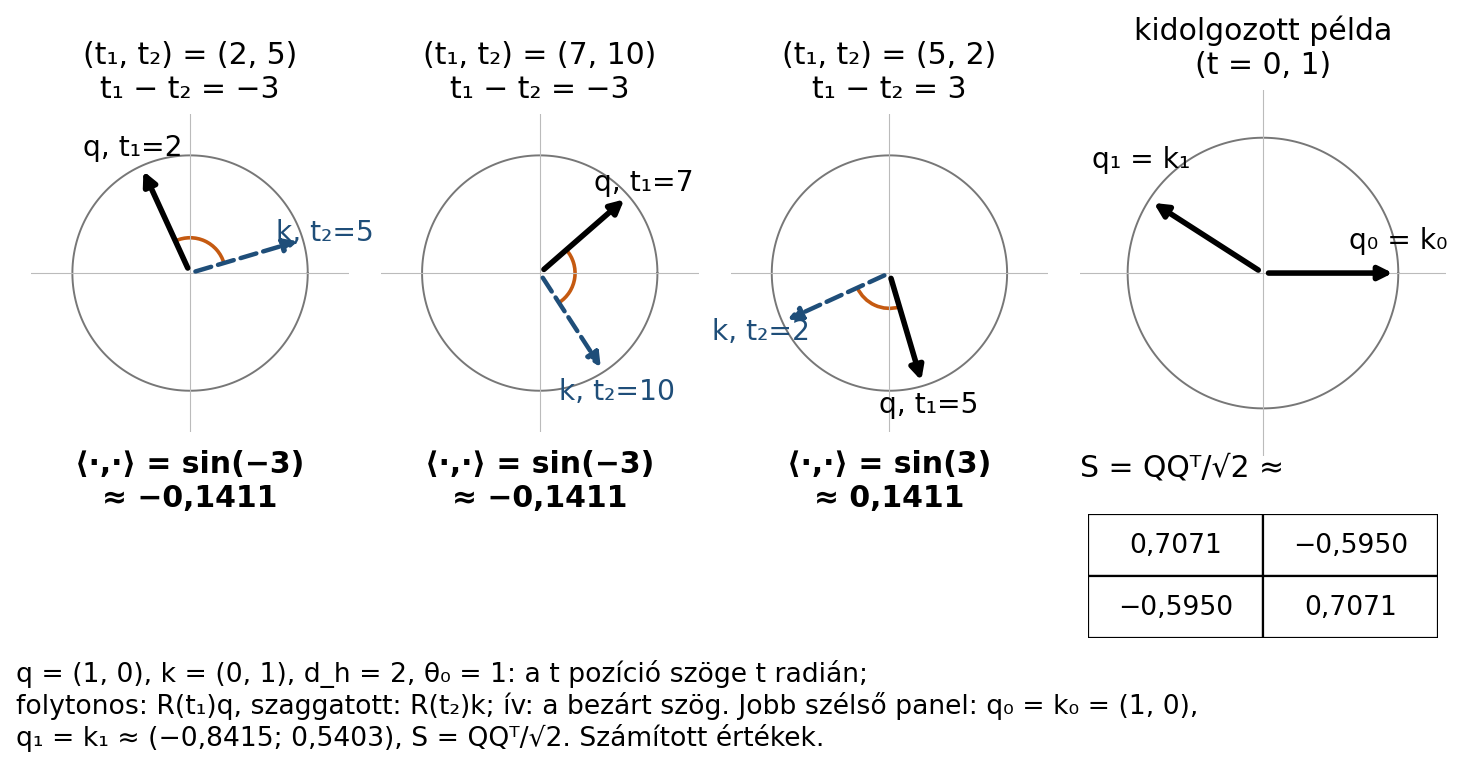 (t₁, t₂) = (2, 5)
t₁ − t₂ = −3
q, t₁=2
k, t₂=5
⟨·,·⟩ = sin(−3)
≈ −0,1411
(t₁, t₂) = (7, 10)
t₁ − t₂ = −3
q, t₁=7
k, t₂=10
⟨·,·⟩ = sin(−3)
≈ −0,1411
(t₁, t₂) = (5, 2)
t₁ − t₂ = 3
k, t₂=2
q, t₁=5
⟨·,·⟩ = sin(3)
≈ 0,1411
kidolgozott példa
(t = 0, 1)
q₁ = k₁
q₀ = k₀
S = QQᵀ/√2 ≈
0,7071 −0,5950
−0,5950 0,7071
q = (1, 0), k = (0, 1), d_h = 2, θ₀ = 1: a t pozíció szöge t radián;
folytonos: R(t₁)q, szaggatott: R(t₂)k; ív: a bezárt szög. Jobb szélső panel: q₀ = k₀ = (1, 0),
q₁ = k₁ ≈ (−0,8415; 0,5403), S = QQᵀ/√2. Számított értékek.